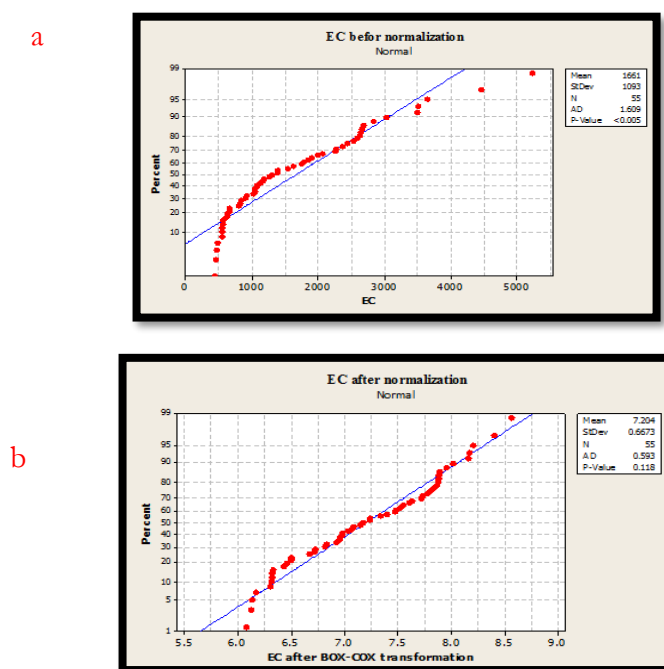 a
EC befor normalization
Normal
Percent
99
95
90
80
70
60
50
40
30
20
10
0 1000 2000 3000 4000 5000
EC
Mean 1661
StDev 1093
N 55
AD 1.609
P-Value <0.005
b
EC after normalization
Normal
Percent
99
95
90
80
70
60
50
40
30
20
10
5
1
5.5 6.0 6.5 7.0 7.5 8.0 8.5 9.0
EC after BOX-COX transformation
Mean 7.204
StDev 0.6673
N 55
AD 0.593
P-Value 0.118